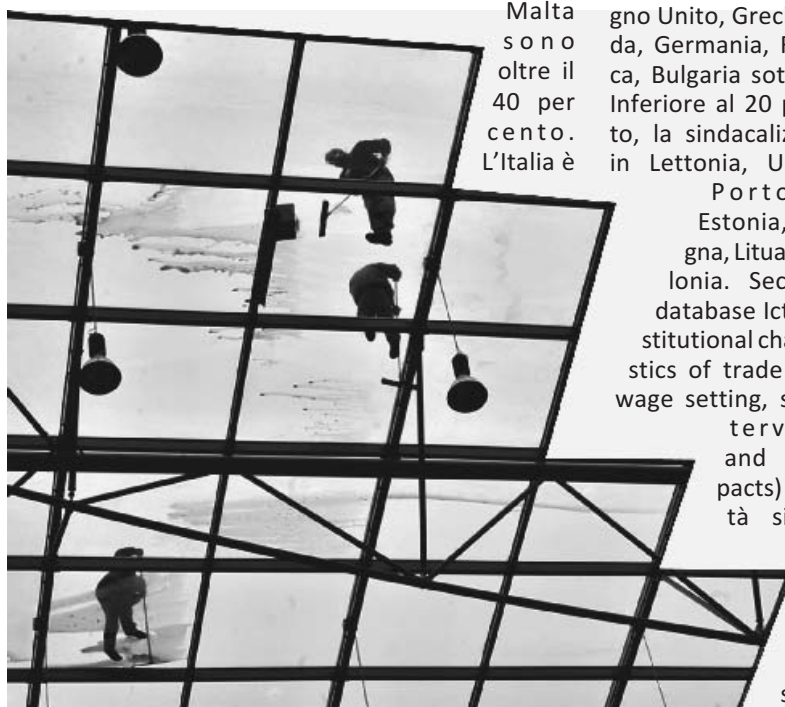 Malta
sono
oltre il
40 per
cento.
L’Italia è
gno Unito, Grec
da, Germania,
ca, Bulgaria sot
Inferiore al 20 p
to, la sindacaliz
in Lettonia, U
Porto
Estonia,
gna, Litua
lonia. Sec
database Ict
stitutional cha
stics of trade
wage setting, s
terv
and
pacts)
tà si
s